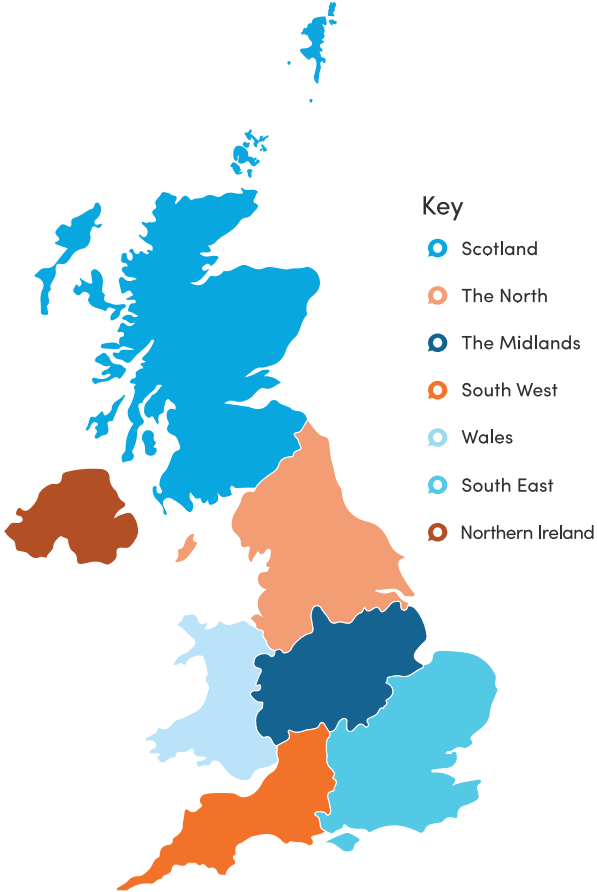 Key
Scotland
The North
The Midlands
South West
Wales
South East
Northern Ireland